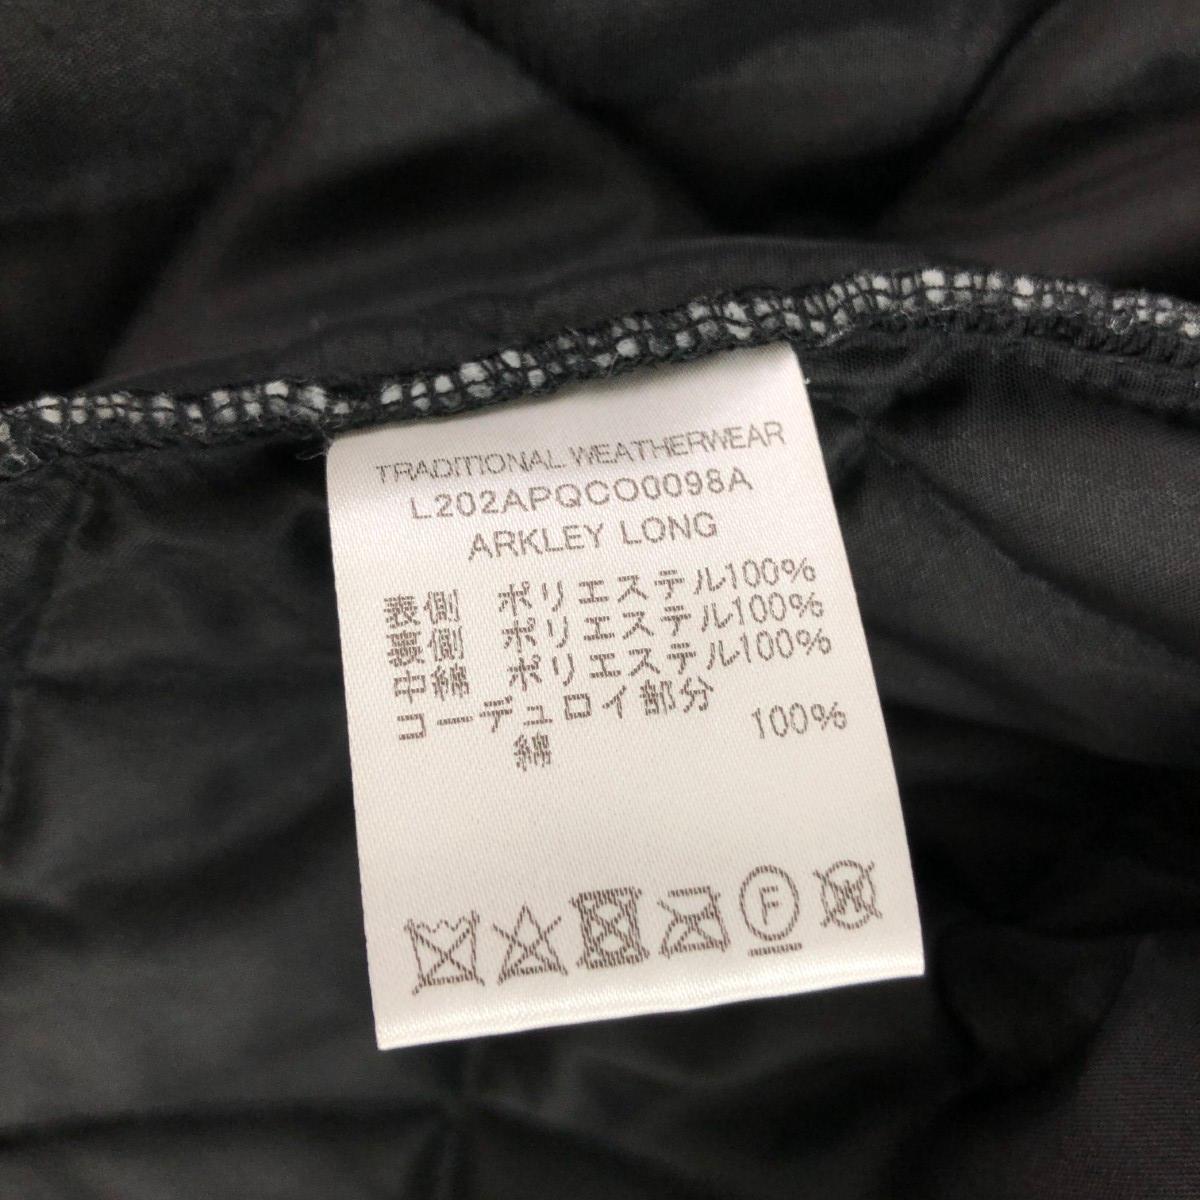 TRADITIONAL WEATHERWEAR
L202APQCO0098A
ARKLEY LONG
表側 ポリエステル100%
裏側 ポリエステル100%
中綿 ポリエステル100%
コーデュロイ部分
綿 100%
F
W